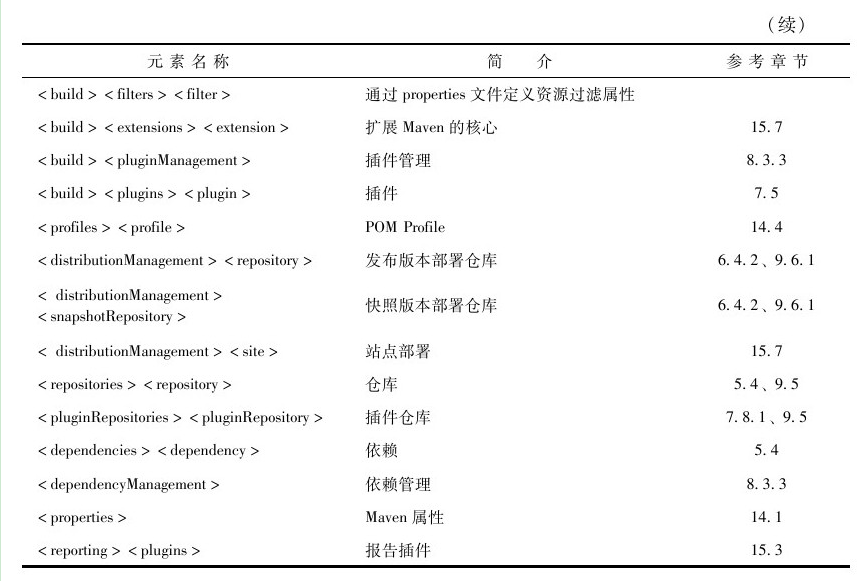 （续）
元素名称 简 介 参考章节
<build><filters><filter> 通过 properties 文件定义资源过滤属性
<build><extensions><extension> 扩展 Maven 的核心 15.7
<build><pluginManagement> 插件管理 8.3.3
<build><plugins><plugin> 插件 7.5
<profiles><profile> POM Profile 14.4
<distributionManagement><repository> 发布版本部署仓库 6.4.2、9.6.1
< distributionManagement>
<snapshotRepository> 快照版本部署仓库 6.4.2、9.6.1
< distributionManagement><site> 站点部署 15.7
<repositories><repository> 仓库 5.4、9.5
<pluginRepositories><pluginRepository> 插件仓库 7.8.1、9.5
<dependencies><dependency> 依赖 5.4
<dependencyManagement> 依赖管理 8.3.3
<properties> Maven 属性 14.1
<reporting><plugins> 报告插件 15.3